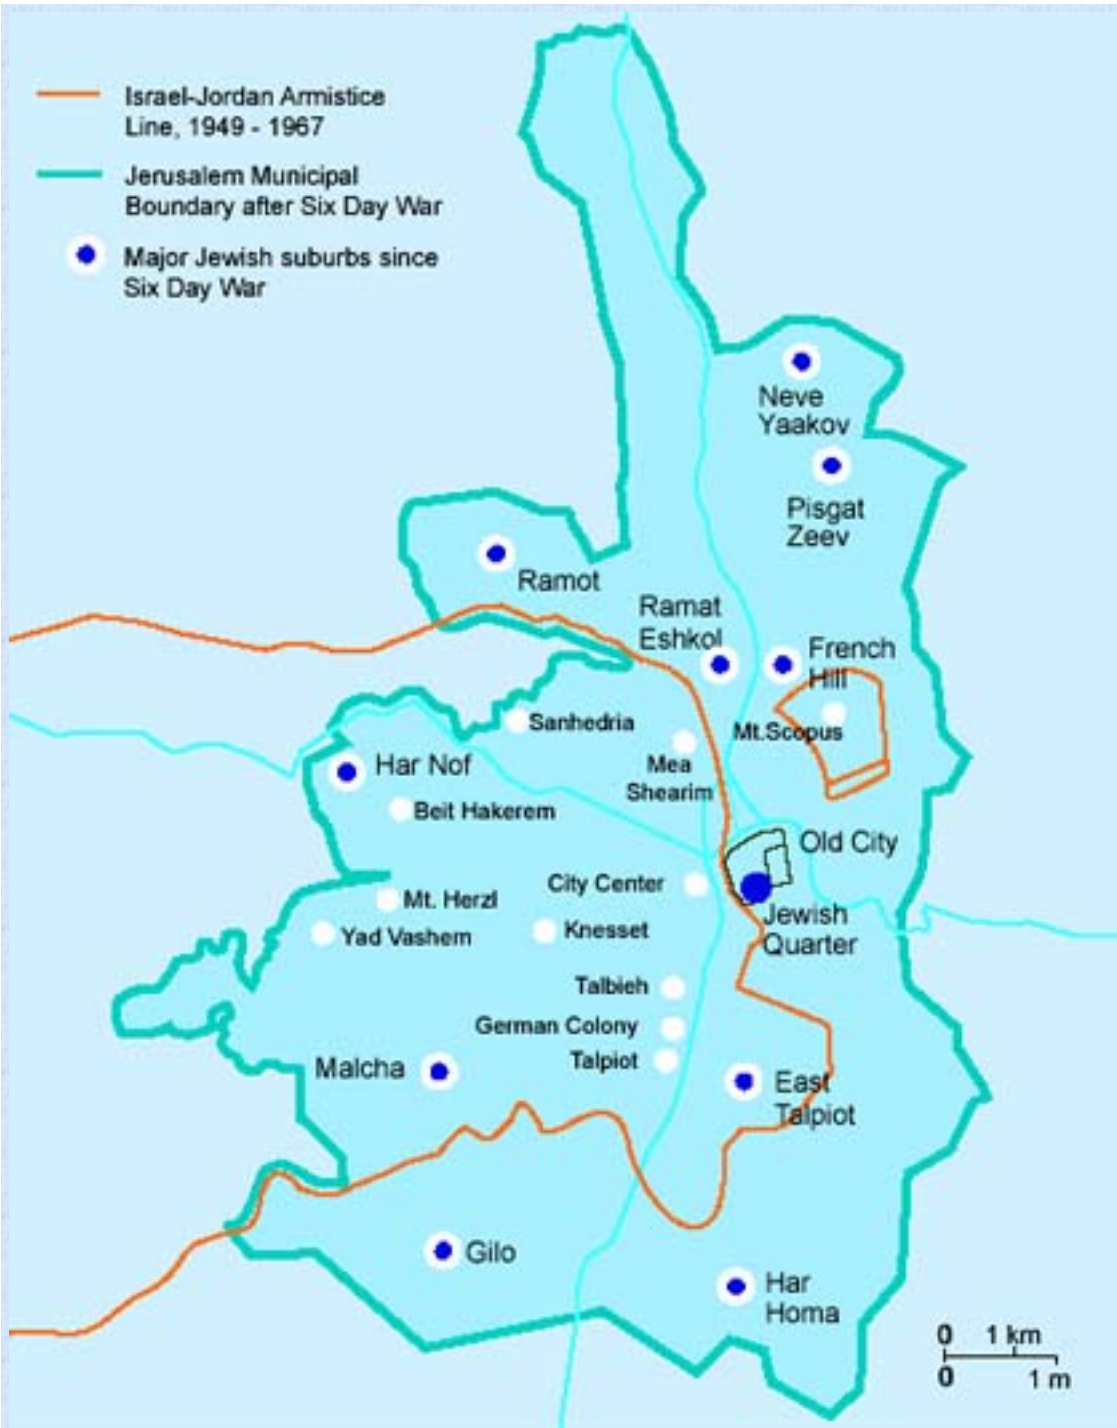 Israel-Jordan Armistice
Line, 1949 - 1967
Jerusalem Municipal
Boundary after Six Day War
Major Jewish suburbs since
Six Day War
Neve
Yaakov
Pisgat
Zeev
Ramot
Ramat
Eshkol
French
Hill
Sanhedria
Mt.Scopus
Har Nof
Mea
Shearim
Beit Hakerem
Old City
City Center
Mt. Herzl
Jewish
Quarter
Yad Vashem
Knesset
Talbieh
German Colony
Talpiot
Malcha
East
Talpiot
Gilo
Har
Homa
0 1 km
0 1 m